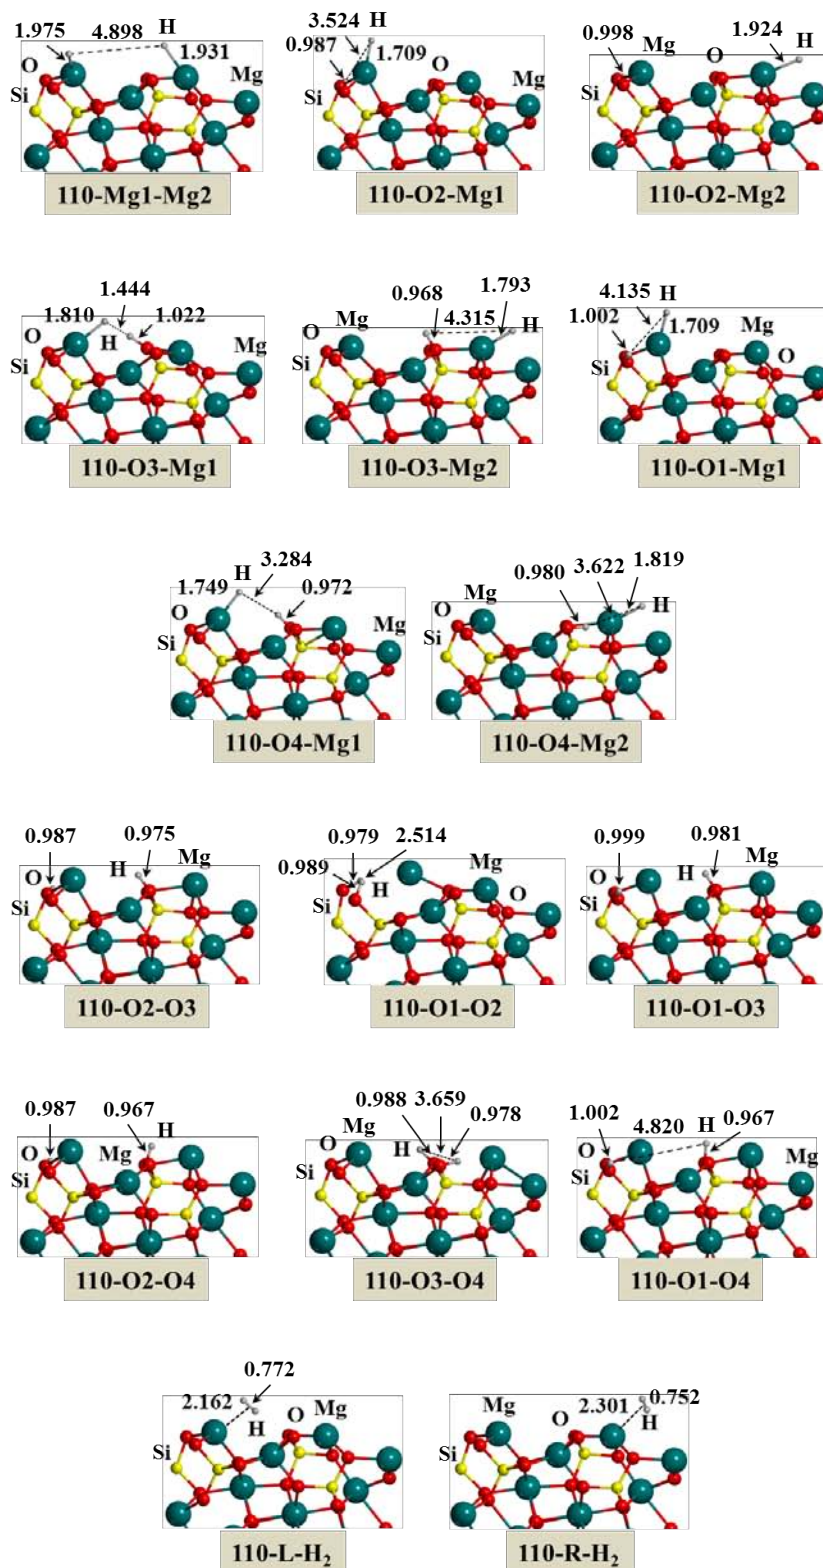 1.975 4.898 H 1.931
O Mg
Si
110-Mg1-Mg2
3.524 H
0.987 1.709
O Mg
Si
110-O2-Mg1
0.998 Mg O 1.924 H
Si
110-O2-Mg2
1.444
1.810 1.022
O H Mg
Si
110-O3-Mg1
0.968 1.793
Mg 4.315 H
O
Si
110-O3-Mg2
4.135 H
1.002 1.709 Mg
Si O
110-O1-Mg1
H 3.284
1.749 0.972
O Mg
Si
110-O4-Mg1
3.622 1.819
0.980 H
Mg
O
Si
110-O4-Mg2
0.987 0.975
O H Mg
Si
110-O2-O3
0.979 2.514
0.989 H Mg
Si O
110-O1-O2
0.999 0.981
O H Mg
Si
110-O1-O3
0.987 0.967
H
O Mg
Si
110-O2-O4
0.988 3.659 0.978
Mg H
O
Si
110-O3-O4
1.002 4.820 H 0.967
O Mg
Si
110-O1-O4
0.772
2.162 H O Mg
Si
110-L-H₂
0.752
Mg O 2.301 H
Si
110-R-H₂